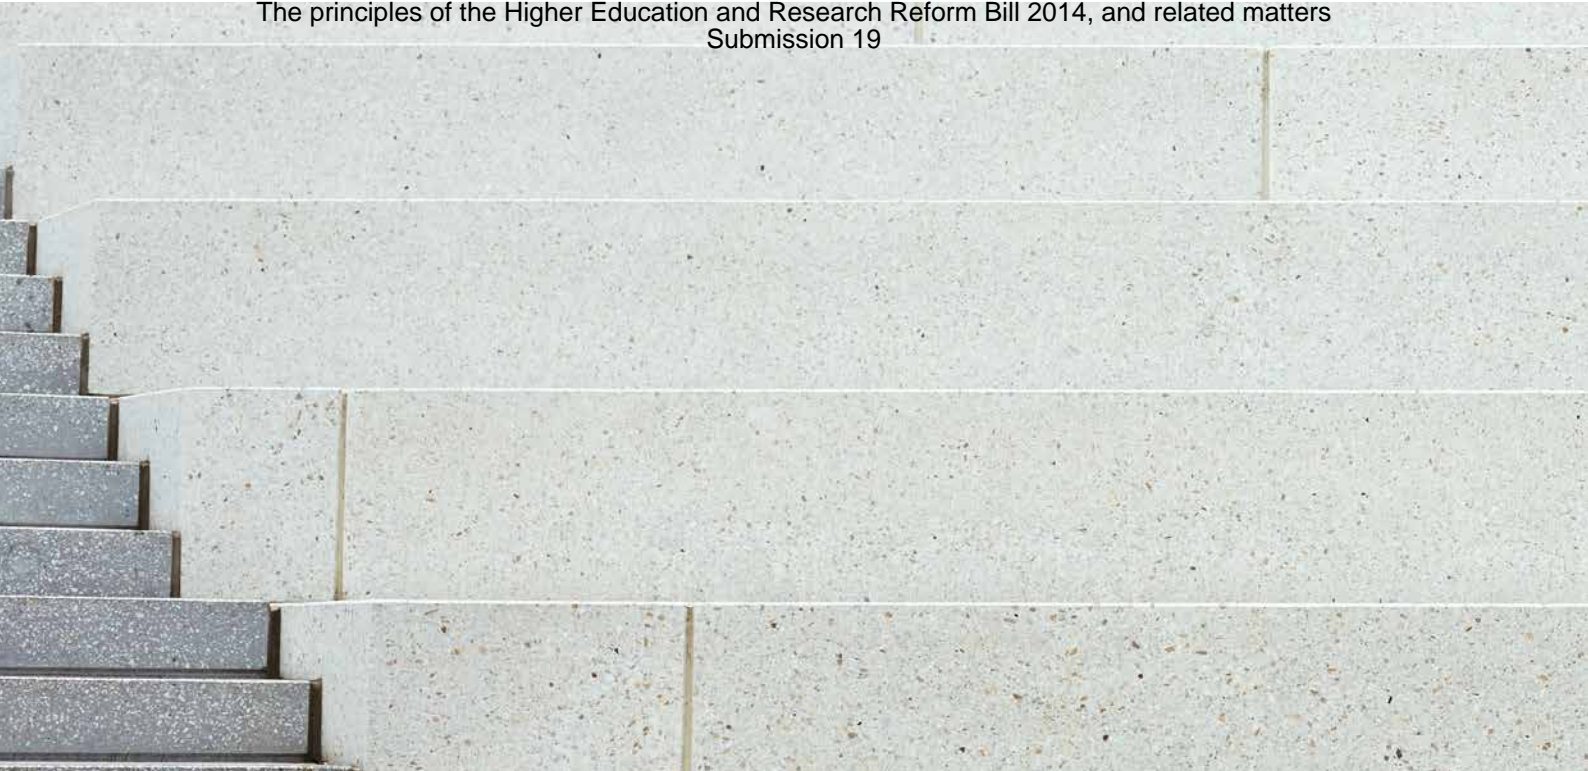 The principles of the Higher Education and Research Reform Bill 2014, and related matters
Submission 19